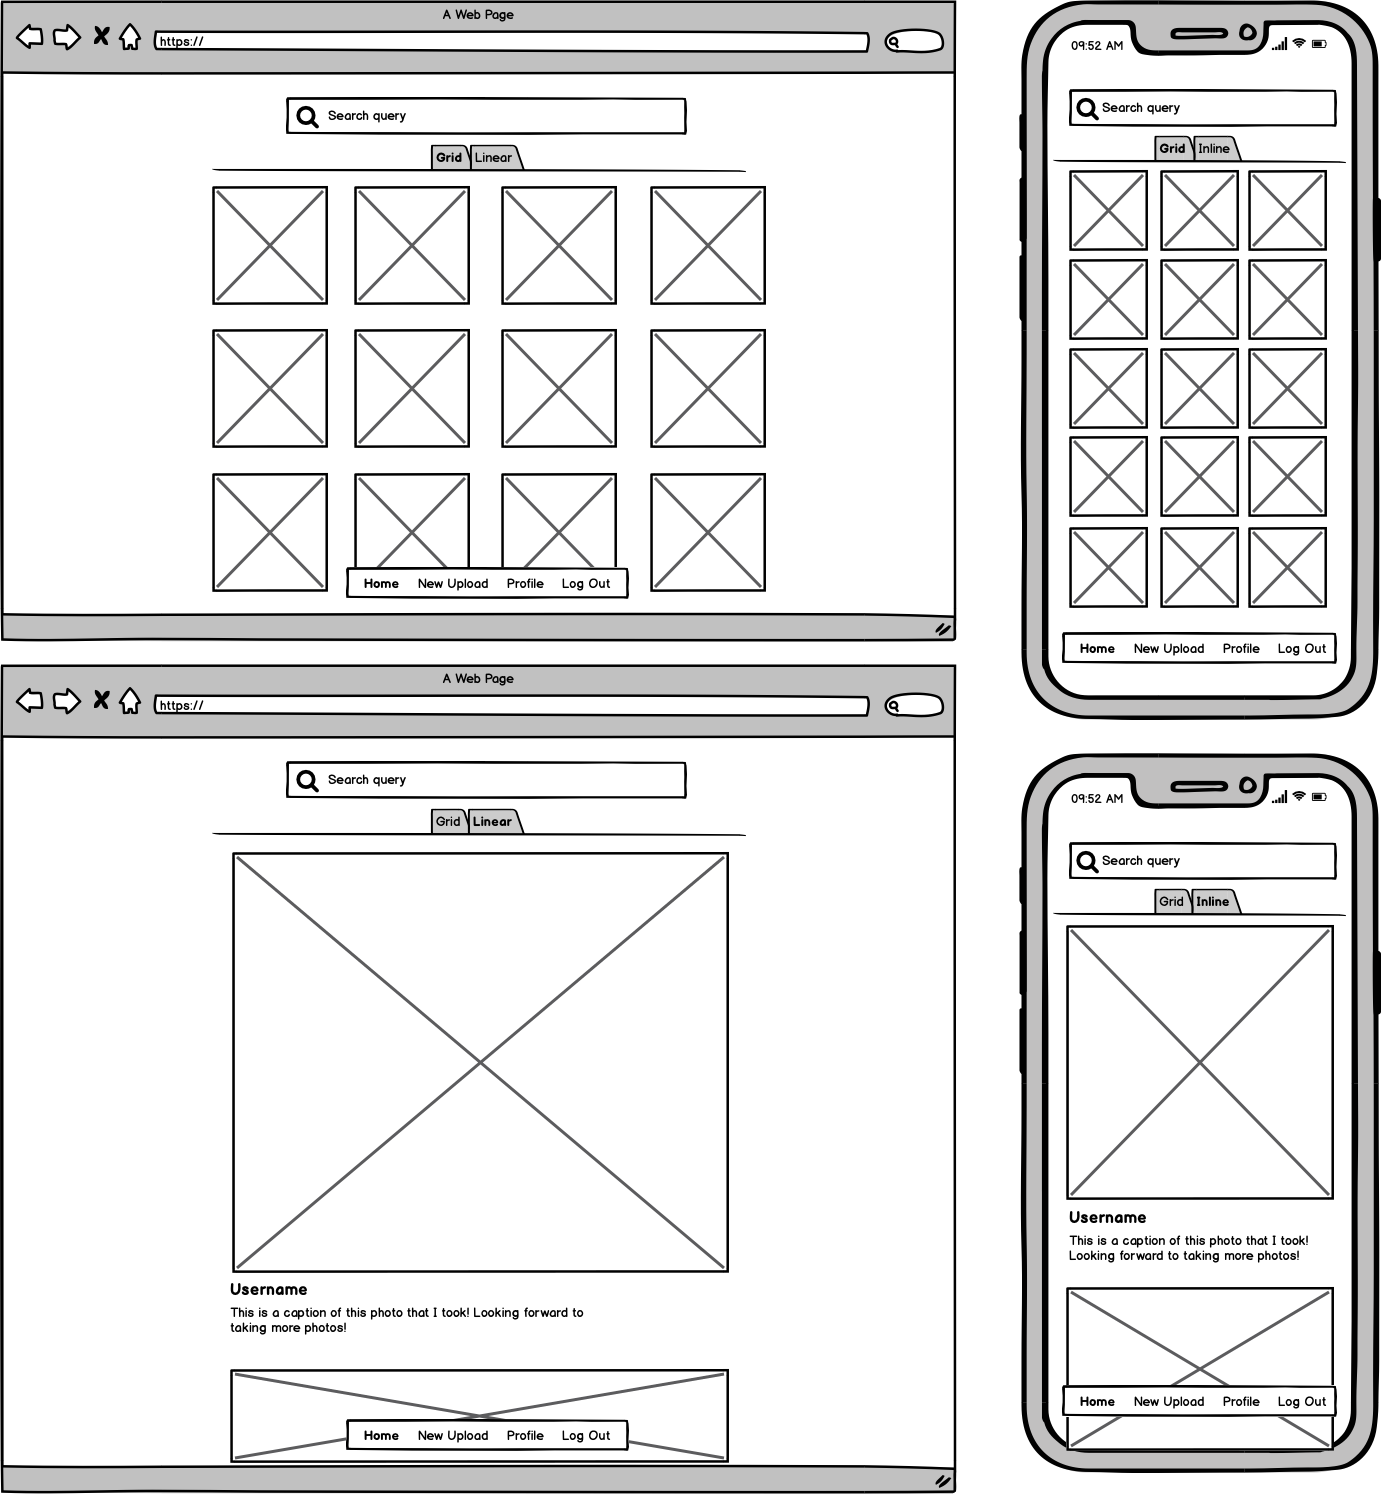 A Web Page
https://
Search query
Grid Linear
Home New Upload Profile Log Out
09:52 AM
Search query
Grid Inline
Home New Upload Profile Log Out
A Web Page
https://
Search query
Grid Linear
Username
This is a caption of this photo that I took! Looking forward to
taking more photos!
Home New Upload Profile Log Out
09:52 AM
Search query
Grid Inline
Username
This is a caption of this photo that I took!
Looking forward to taking more photos!
Home New Upload Profile Log Out